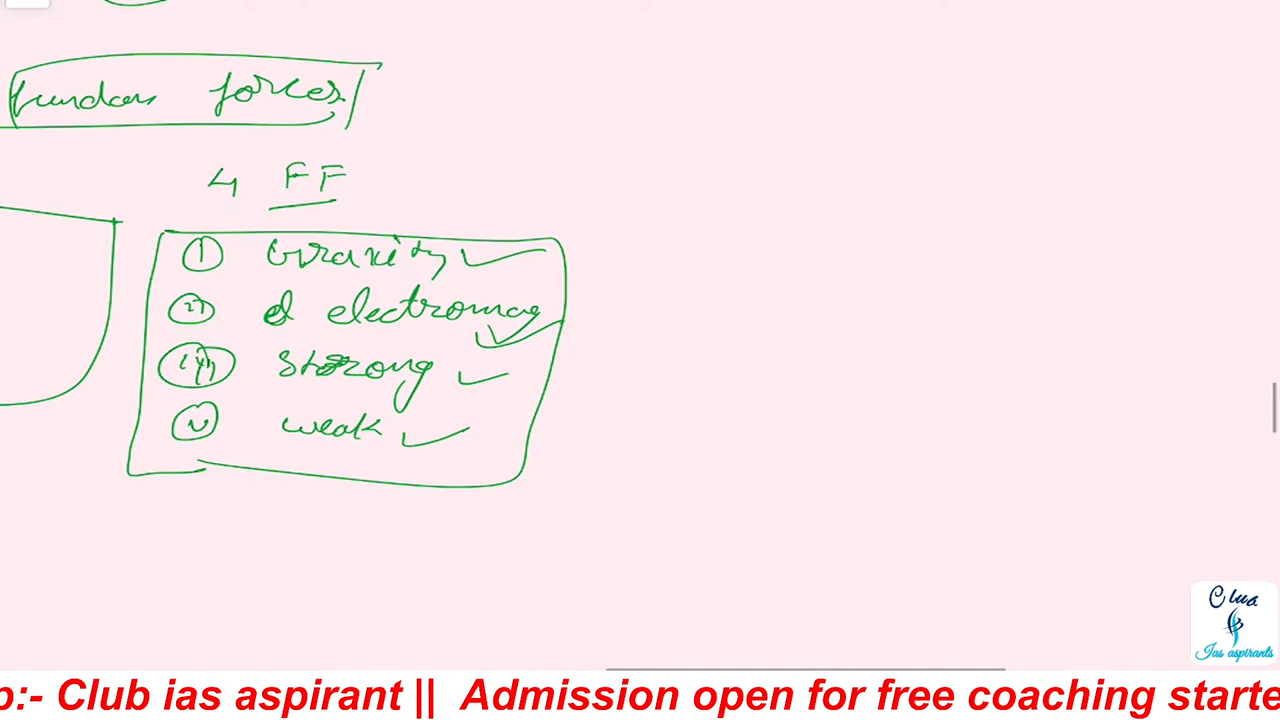 fundam forces
4 FF
(i) Gravity
(ii) electromag
(iii) strong
(iv) weak
Club
Ias aspirants
p:- Club ias aspirant || Admission open for free coaching starte